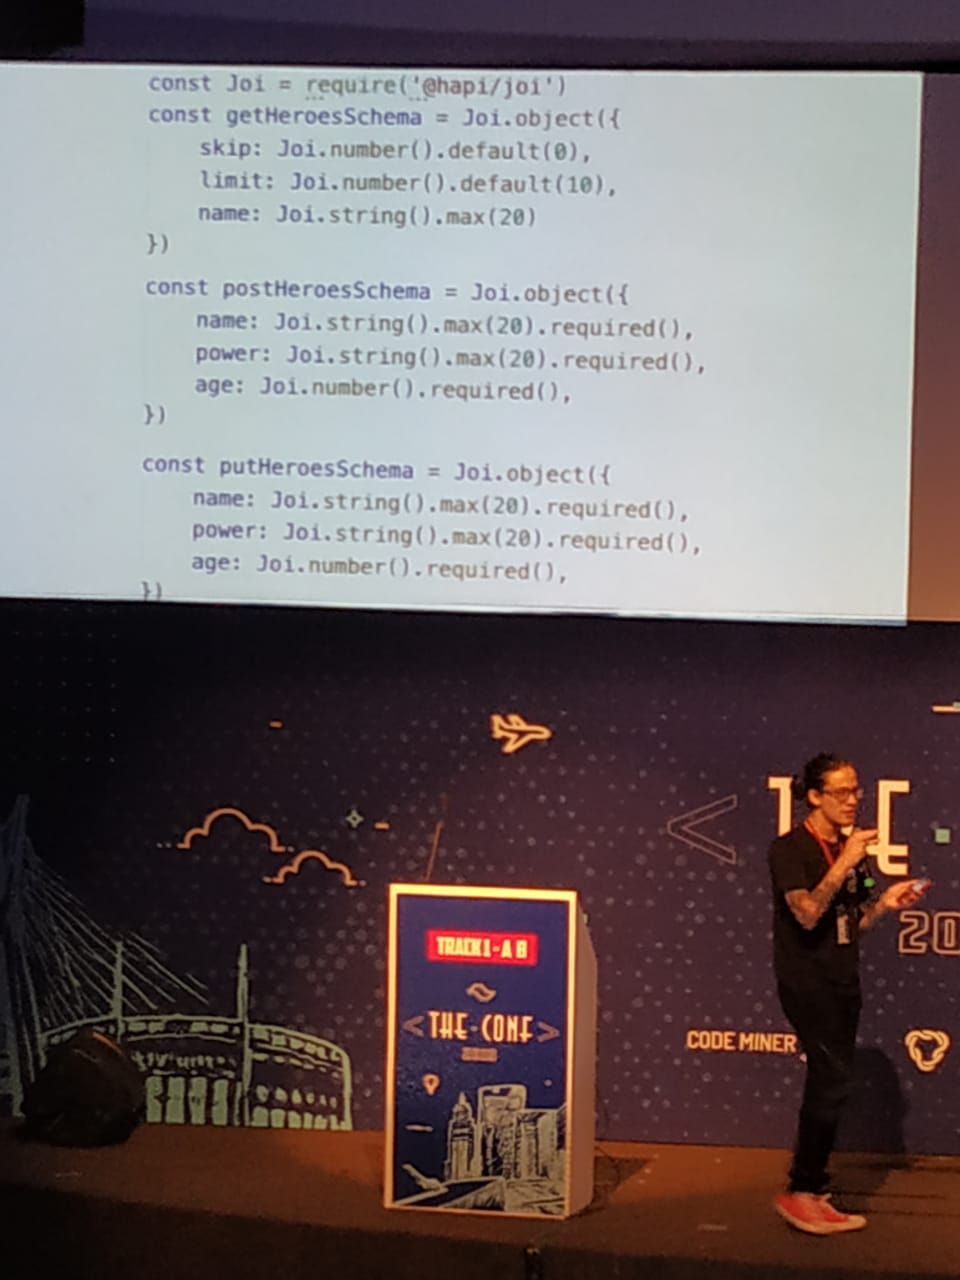 const Joi = require('@hapi/joi')
const getHeroesSchema = Joi.object({
    skip: Joi.number().default(0),
    limit: Joi.number().default(10),
    name: Joi.string().max(20)
})
const postHeroesSchema = Joi.object({
    name: Joi.string().max(20).required(),
    power: Joi.string().max(20).required(),
    age: Joi.number().required(),
})
const putHeroesSchema = Joi.object({
    name: Joi.string().max(20).required(),
    power: Joi.string().max(20).required(),
    age: Joi.number().required(),
})
20
TRACK 1 - A B
<THE-CONF>
CODE MINER